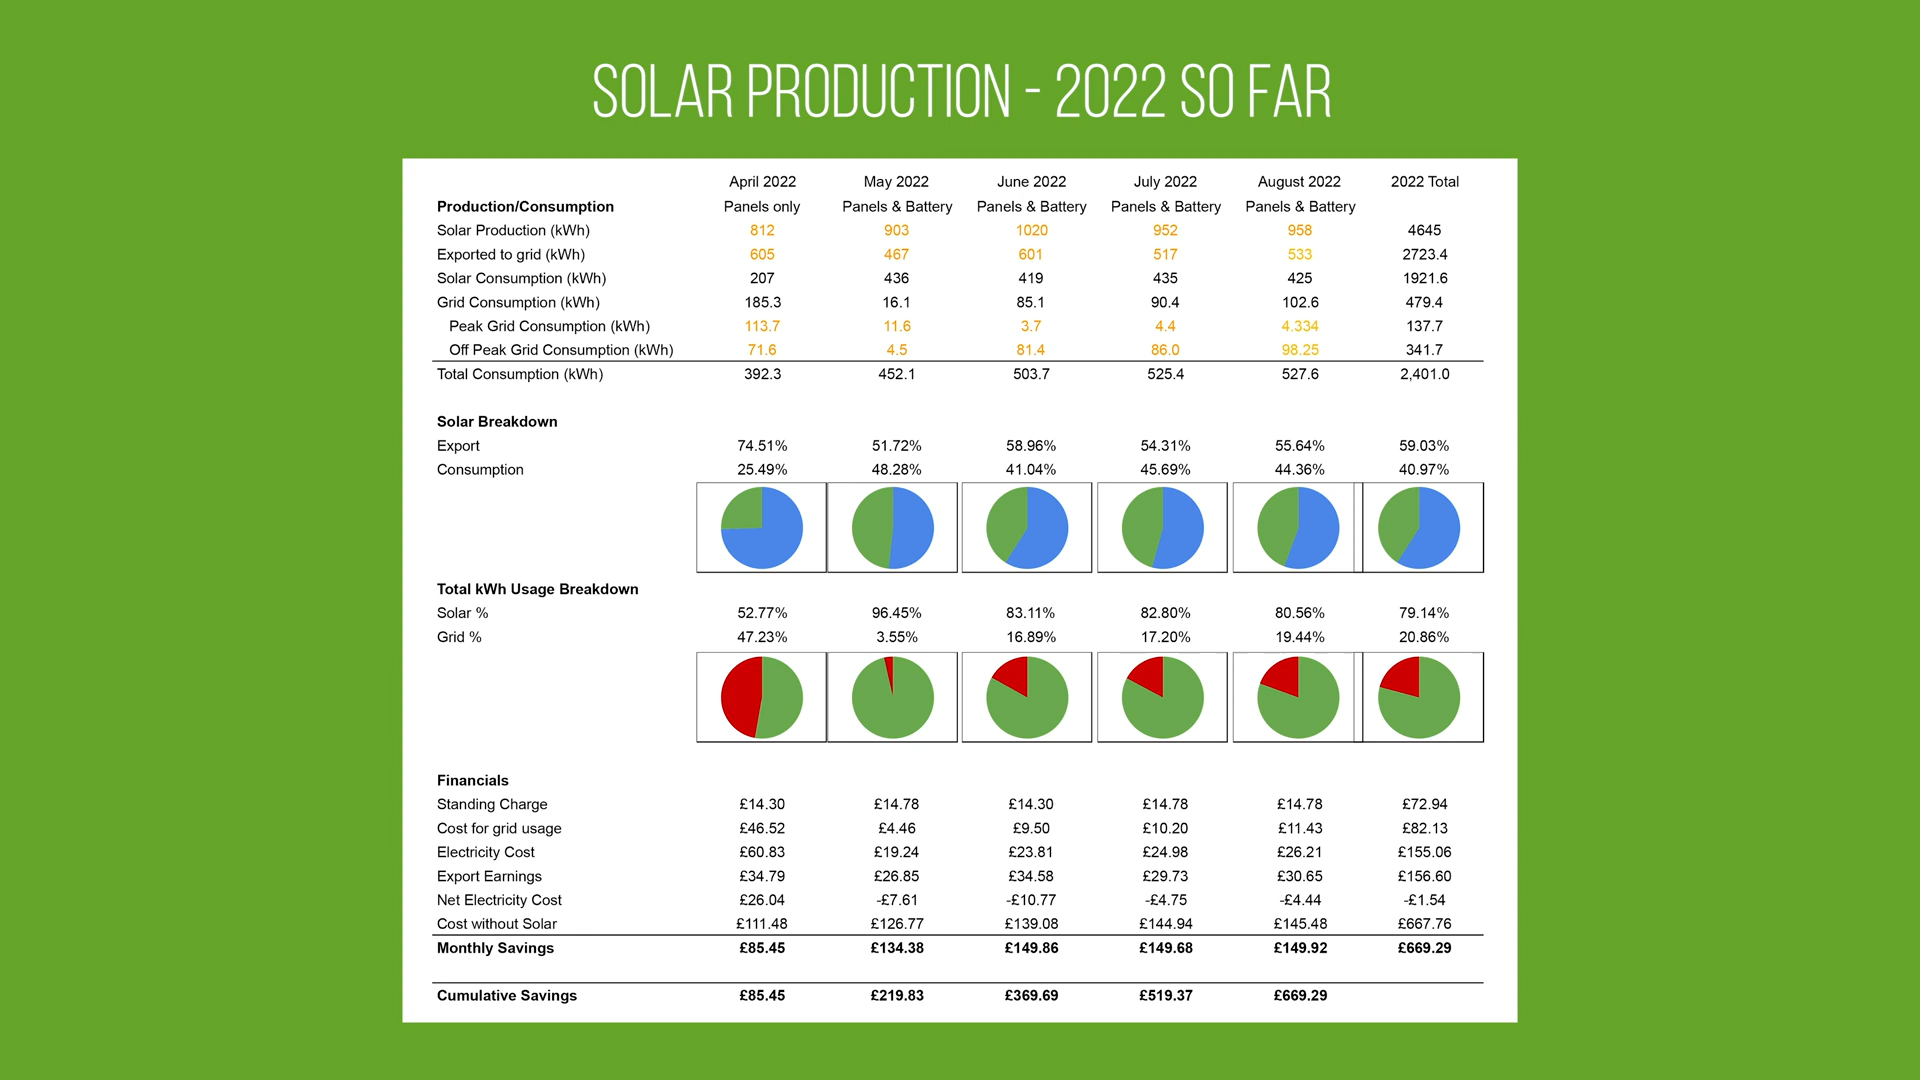 SOLAR PRODUCTION - 2022 SO FAR
April 2022 May 2022 June 2022 July 2022 August 2022 2022 Total
Production/Consumption Panels only Panels & Battery Panels & Battery Panels & Battery Panels & Battery
Solar Production (kWh) 812 903 1020 952 958 4645
Exported to grid (kWh) 605 467 601 517 533 2723.4
Solar Consumption (kWh) 207 436 419 435 425 1921.6
Grid Consumption (kWh) 185.3 16.1 85.1 90.4 102.6 479.4
Peak Grid Consumption (kWh) 113.7 11.6 3.7 4.4 4.334 137.7
Off Peak Grid Consumption (kWh) 71.6 4.5 81.4 86.0 98.25 341.7
Total Consumption (kWh) 392.3 452.1 503.7 525.4 527.6 2,401.0
Solar Breakdown
Export 74.51% 51.72% 58.96% 54.31% 55.64% 59.03%
Consumption 25.49% 48.28% 41.04% 45.69% 44.36% 40.97%
Total kWh Usage Breakdown
Solar % 52.77% 96.45% 83.11% 82.80% 80.56% 79.14%
Grid % 47.23% 3.55% 16.89% 17.20% 19.44% 20.86%
Financials
Standing Charge £14.30 £14.78 £14.30 £14.78 £14.78 £72.94
Cost for grid usage £46.52 £4.46 £9.50 £10.20 £11.43 £82.13
Electricity Cost £60.83 £19.24 £23.81 £24.98 £26.21 £155.06
Export Earnings £34.79 £26.85 £34.58 £29.73 £30.65 £156.60
Net Electricity Cost £26.04 -£7.61 -£10.77 -£4.75 -£4.44 -£1.54
Cost without Solar £111.48 £126.77 £139.08 £144.94 £145.48 £667.76
Monthly Savings £85.45 £134.38 £149.86 £149.68 £149.92 £669.29
Cumulative Savings £85.45 £219.83 £369.69 £519.37 £669.29